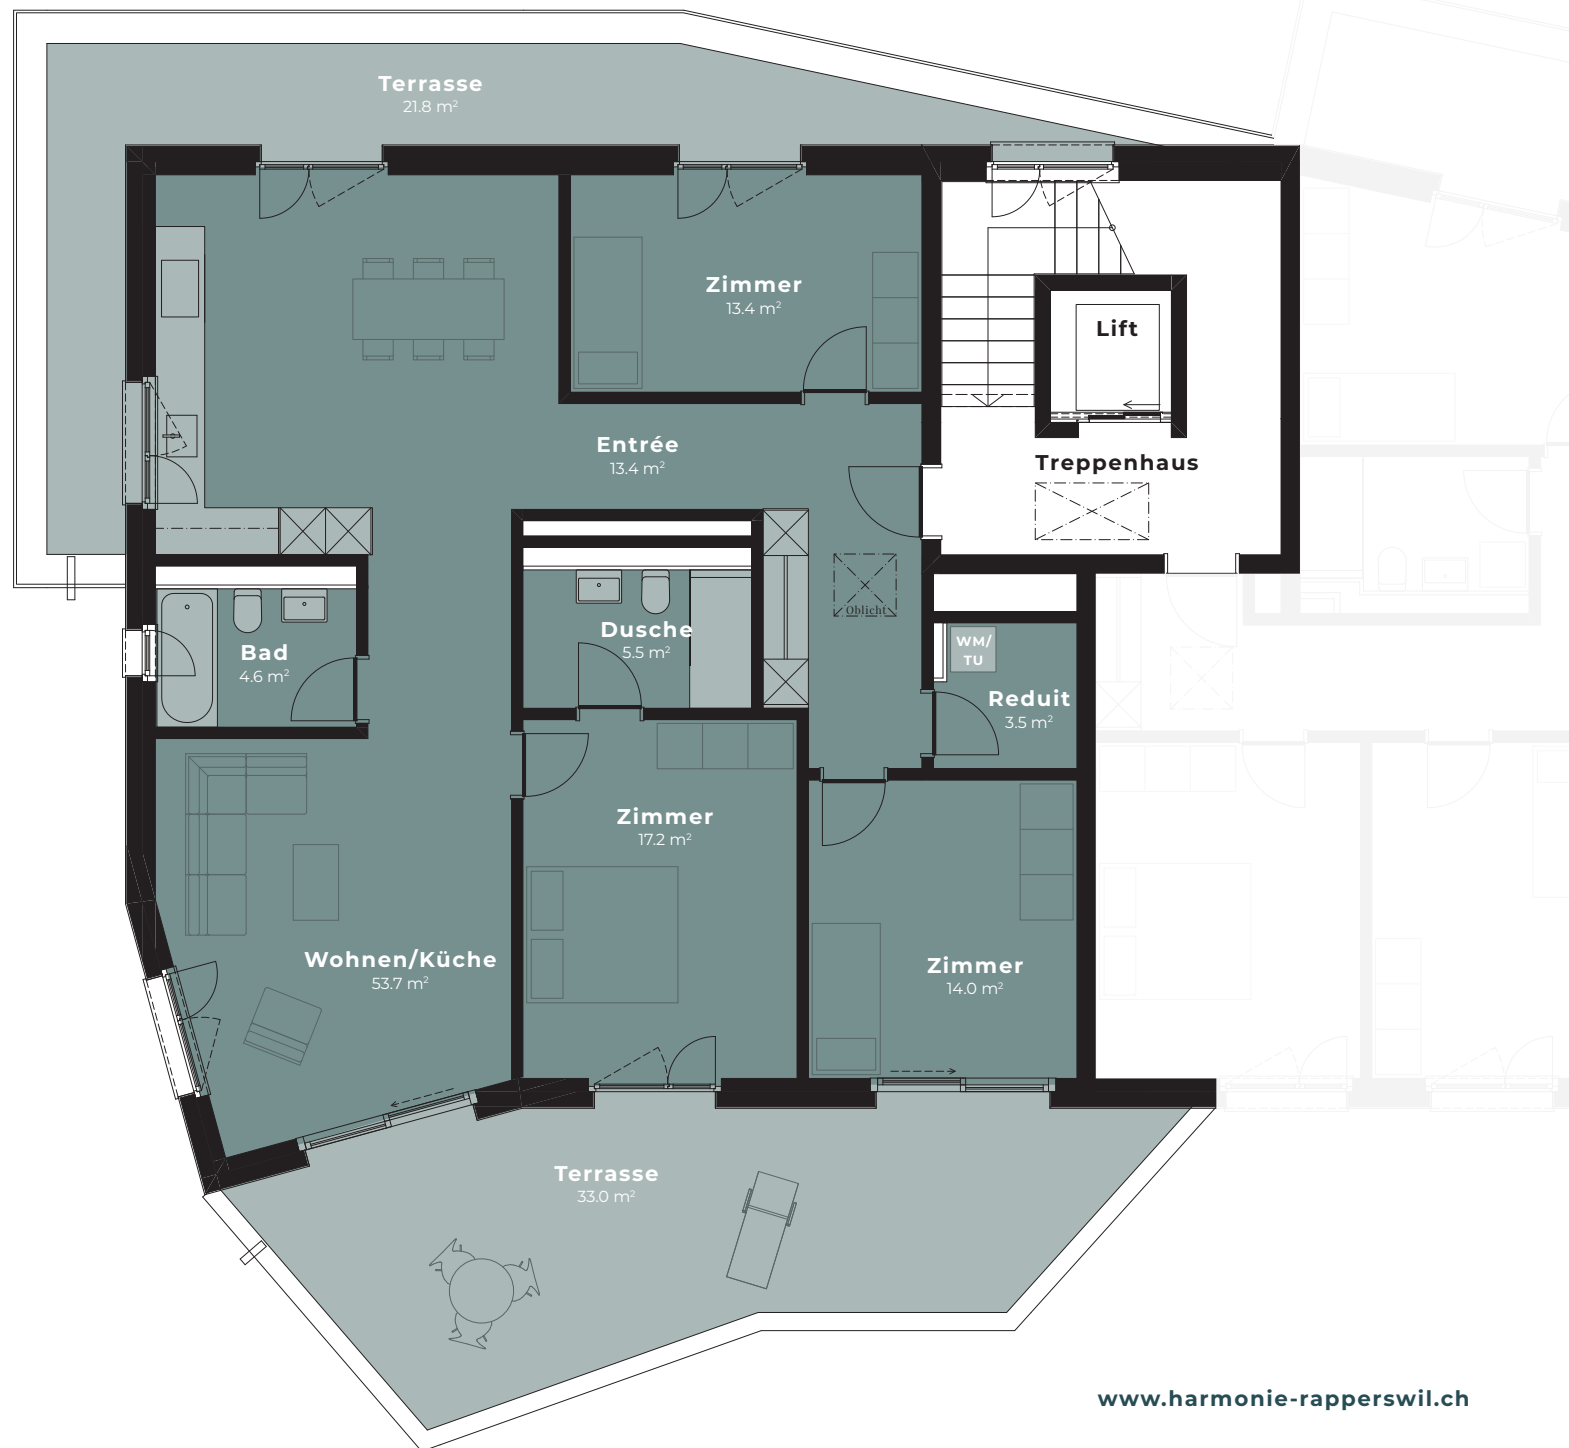 Terrasse
21.8 m²
Zimmer
13.4 m²
Lift
Entrée
13.4 m²
Treppenhaus
Oblicht
Dusche
5.5 m²
Bad
4.6 m²
WM/
TU
Reduit
3.5 m²
Zimmer
17.2 m²
Wohnen/Küche
53.7 m²
Zimmer
14.0 m²
Terrasse
33.0 m²
www.harmonie-rapperswil.ch